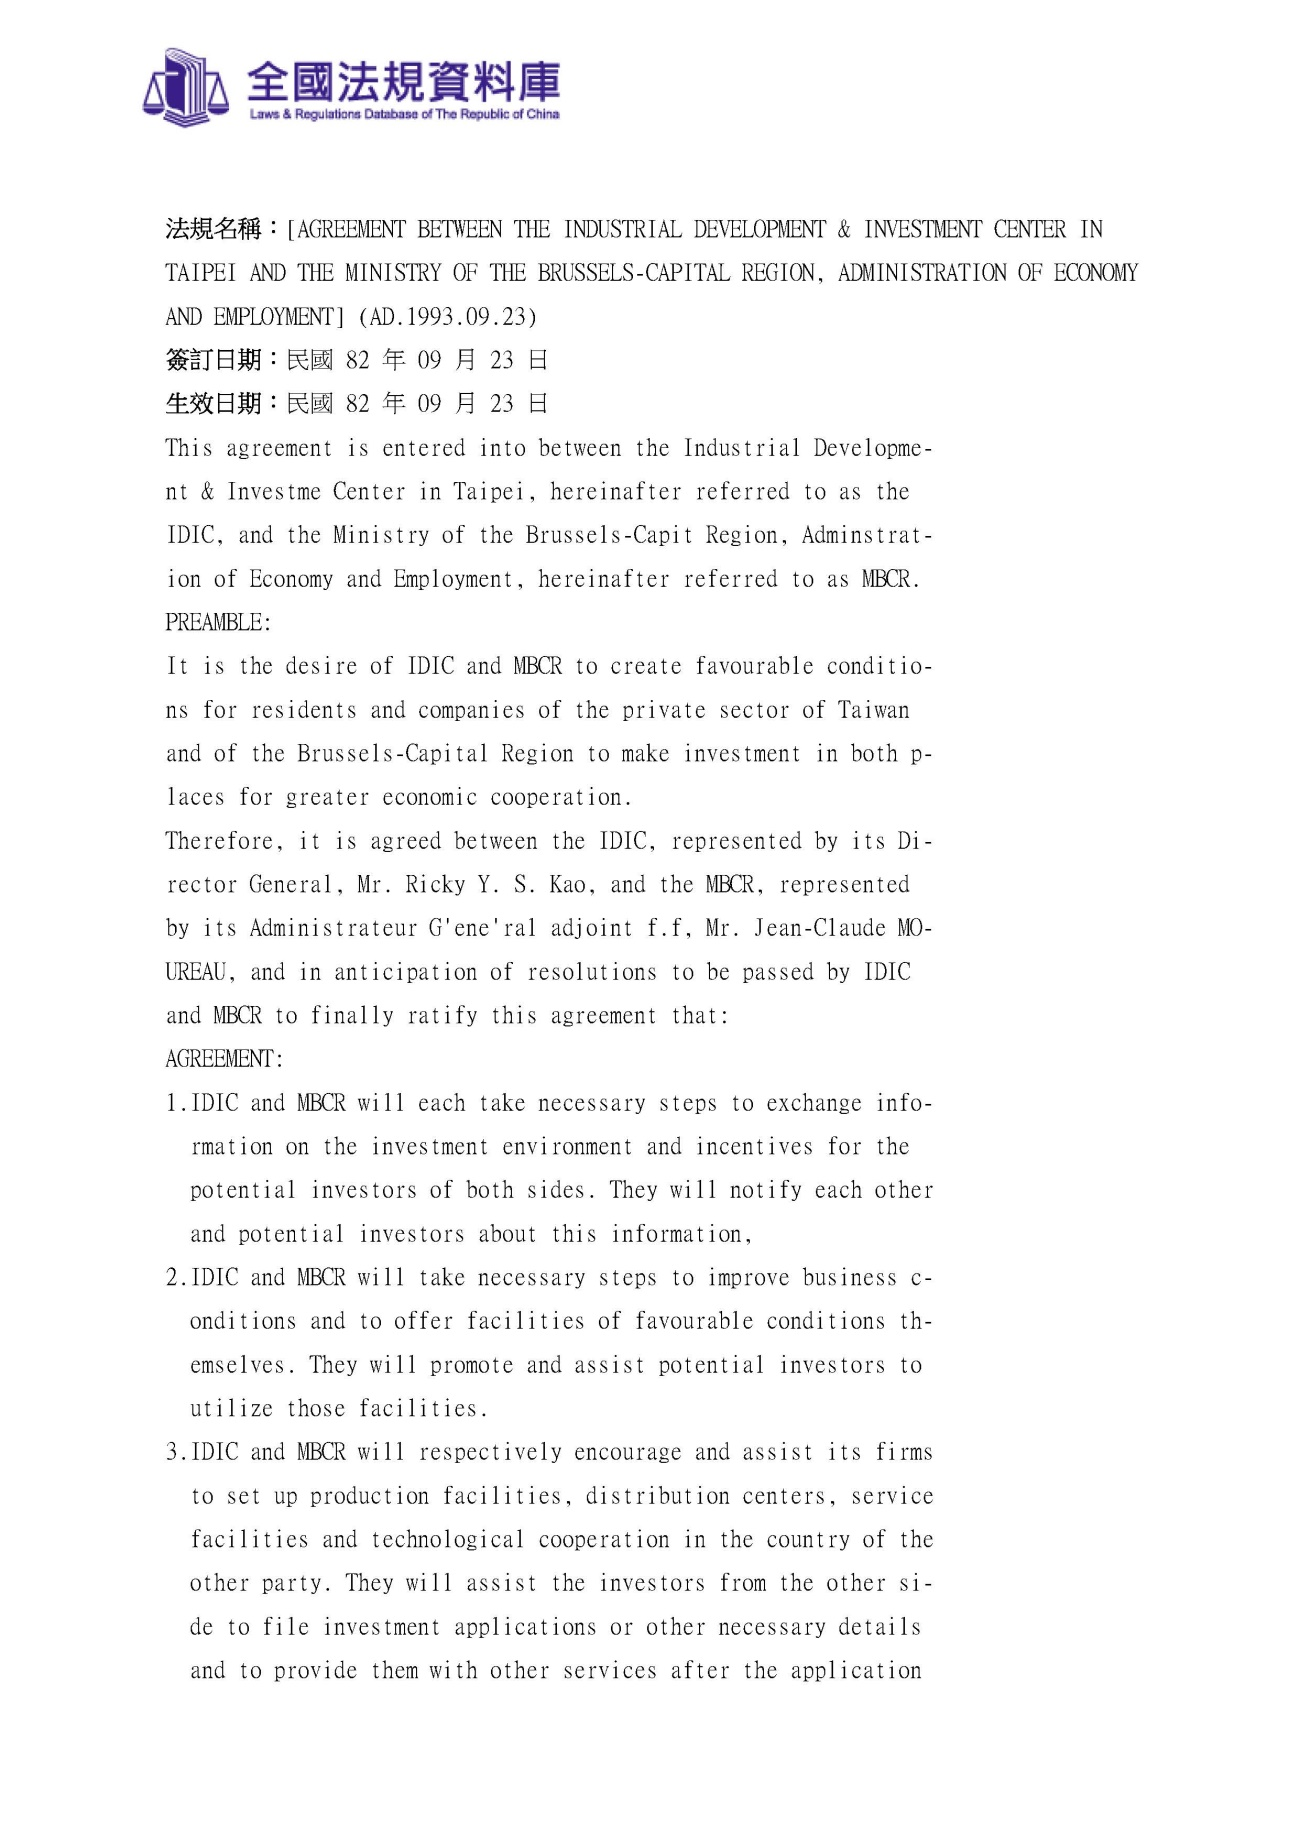 全國法規資料庫
Laws & Regulations Database of The Republic of China
法規名稱：[AGREEMENT BETWEEN THE INDUSTRIAL DEVELOPMENT & INVESTMENT CENTER IN
TAIPEI AND THE MINISTRY OF THE BRUSSELS-CAPITAL REGION, ADMINISTRATION OF ECONOMY
AND EMPLOYMENT] (AD.1993.09.23)
簽訂日期：民國 82 年 09 月 23 日
生效日期：民國 82 年 09 月 23 日
This agreement is entered into between the Industrial Developme-
nt & Investme Center in Taipei, hereinafter referred to as the
IDIC, and the Ministry of the Brussels-Capit Region, Adminstrat-
ion of Economy and Employment, hereinafter referred to as MBCR.
PREAMBLE:
It is the desire of IDIC and MBCR to create favourable conditio-
ns for residents and companies of the private sector of Taiwan
and of the Brussels-Capital Region to make investment in both p-
laces for greater economic cooperation.
Therefore, it is agreed between the IDIC, represented by its Di-
rector General, Mr. Ricky Y. S. Kao, and the MBCR, represented
by its Administrateur G'ene'ral adjoint f.f, Mr. Jean-Claude MO-
UREAU, and in anticipation of resolutions to be passed by IDIC
and MBCR to finally ratify this agreement that:
AGREEMENT:
1.IDIC and MBCR will each take necessary steps to exchange info-
rmation on the investment environment and incentives for the
potential investors of both sides. They will notify each other
and potential investors about this information,
2.IDIC and MBCR will take necessary steps to improve business c-
onditions and to offer facilities of favourable conditions th-
emselves. They will promote and assist potential investors to
utilize those facilities.
3.IDIC and MBCR will respectively encourage and assist its firms
to set up production facilities, distribution centers, service
facilities and technological cooperation in the country of the
other party. They will assist the investors from the other si-
de to file investment applications or other necessary details
and to provide them with other services after the application